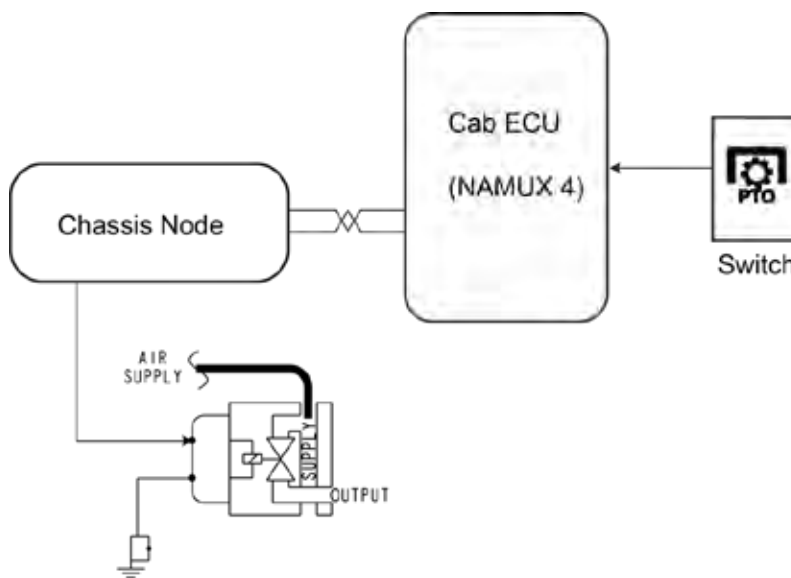 Cab ECU
(NAMUX 4)
PTO
Switch
Chassis Node
AIR
SUPPLY
SUPPLY
OUTPUT